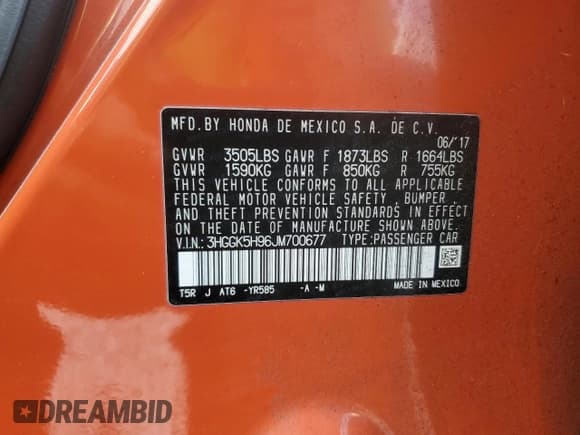 MFD.BY HONDA DE MEXICO S.A. DE C.V.
06/'17
GVWR 3505LBS GAWR F 1873LBS R 1664LBS
GVWR 1590KG GAWR F 850KG R 755KG
THIS VEHICLE CONFORMS TO ALL APPLICABLE
FEDERAL MOTOR VEHICLE SAFETY, BUMPER,
AND THEFT PREVENTION STANDARDS IN EFFECT
ON THE DATE OF MANUFACTURE SHOWN ABOVE.
V.I.N.: 3HGGK5H96JM700677 TYPE:PASSENGER CAR
T5R J AT6 -YR585 -A -M MADE IN MEXICO
DREAMBID